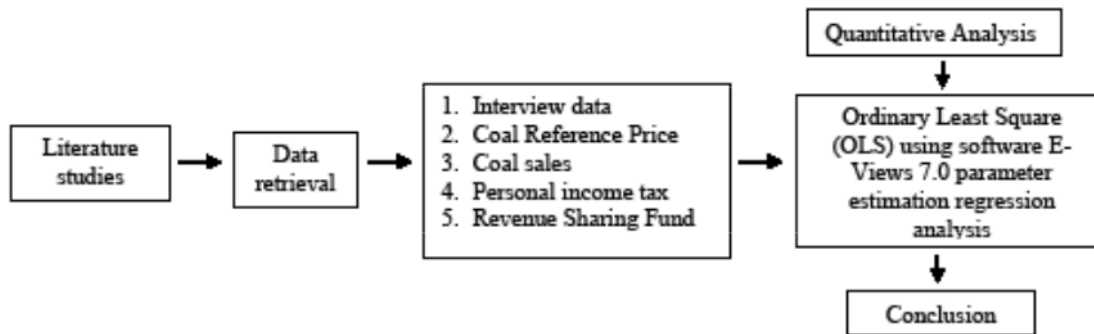 Literature
studies
Data
retrieval
1. Interview data
2. Coal Reference Price
3. Coal sales
4. Personal income tax
5. Revenue Sharing Fund
Quantitative Analysis
Ordinary Least Square
(OLS) using software E-
Views 7.0 parameter
estimation regression
analysis
Conclusion